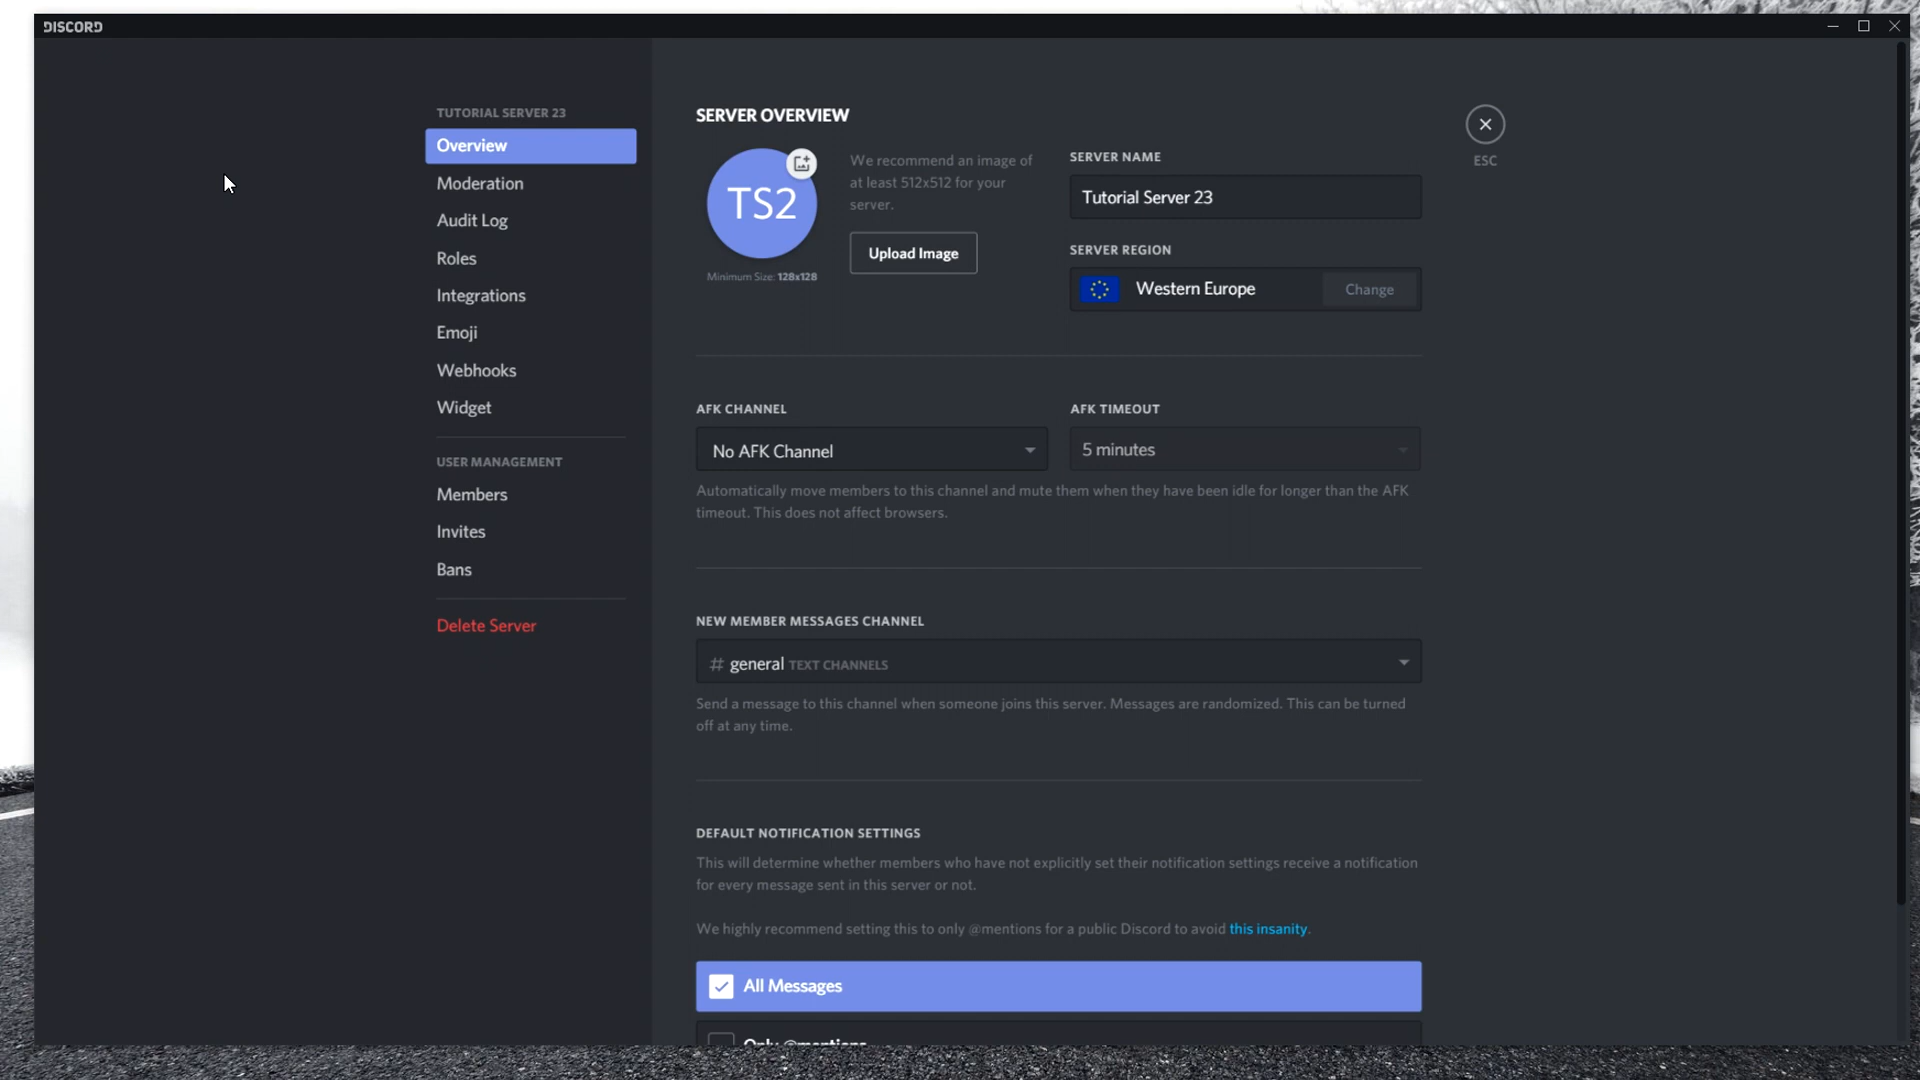 DISCORD
TUTORIAL SERVER 23
Overview
Moderation
Audit Log
Roles
Integrations
Emoji
Webhooks
Widget
USER MANAGEMENT
Members
Invites
Bans
Delete Server
SERVER OVERVIEW
TS2
Minimum Size: 128x128
We recommend an image of
at least 512x512 for your
server.
Upload Image
SERVER NAME
Tutorial Server 23
SERVER REGION
Western Europe
Change
ESC
AFK CHANNEL
No AFK Channel
AFK TIMEOUT
5 minutes
Automatically move members to this channel and mute them when they have been idle for longer than the AFK
timeout. This does not affect browsers.
NEW MEMBER MESSAGES CHANNEL
# general TEXT CHANNELS
Send a message to this channel when someone joins this server. Messages are randomized. This can be turned
off at any time.
DEFAULT NOTIFICATION SETTINGS
This will determine whether members who have not explicitly set their notification settings receive a notification
for every message sent in this server or not.
We highly recommend setting this to only @mentions for a public Discord to avoid this insanity.
All Messages
Only @mentions